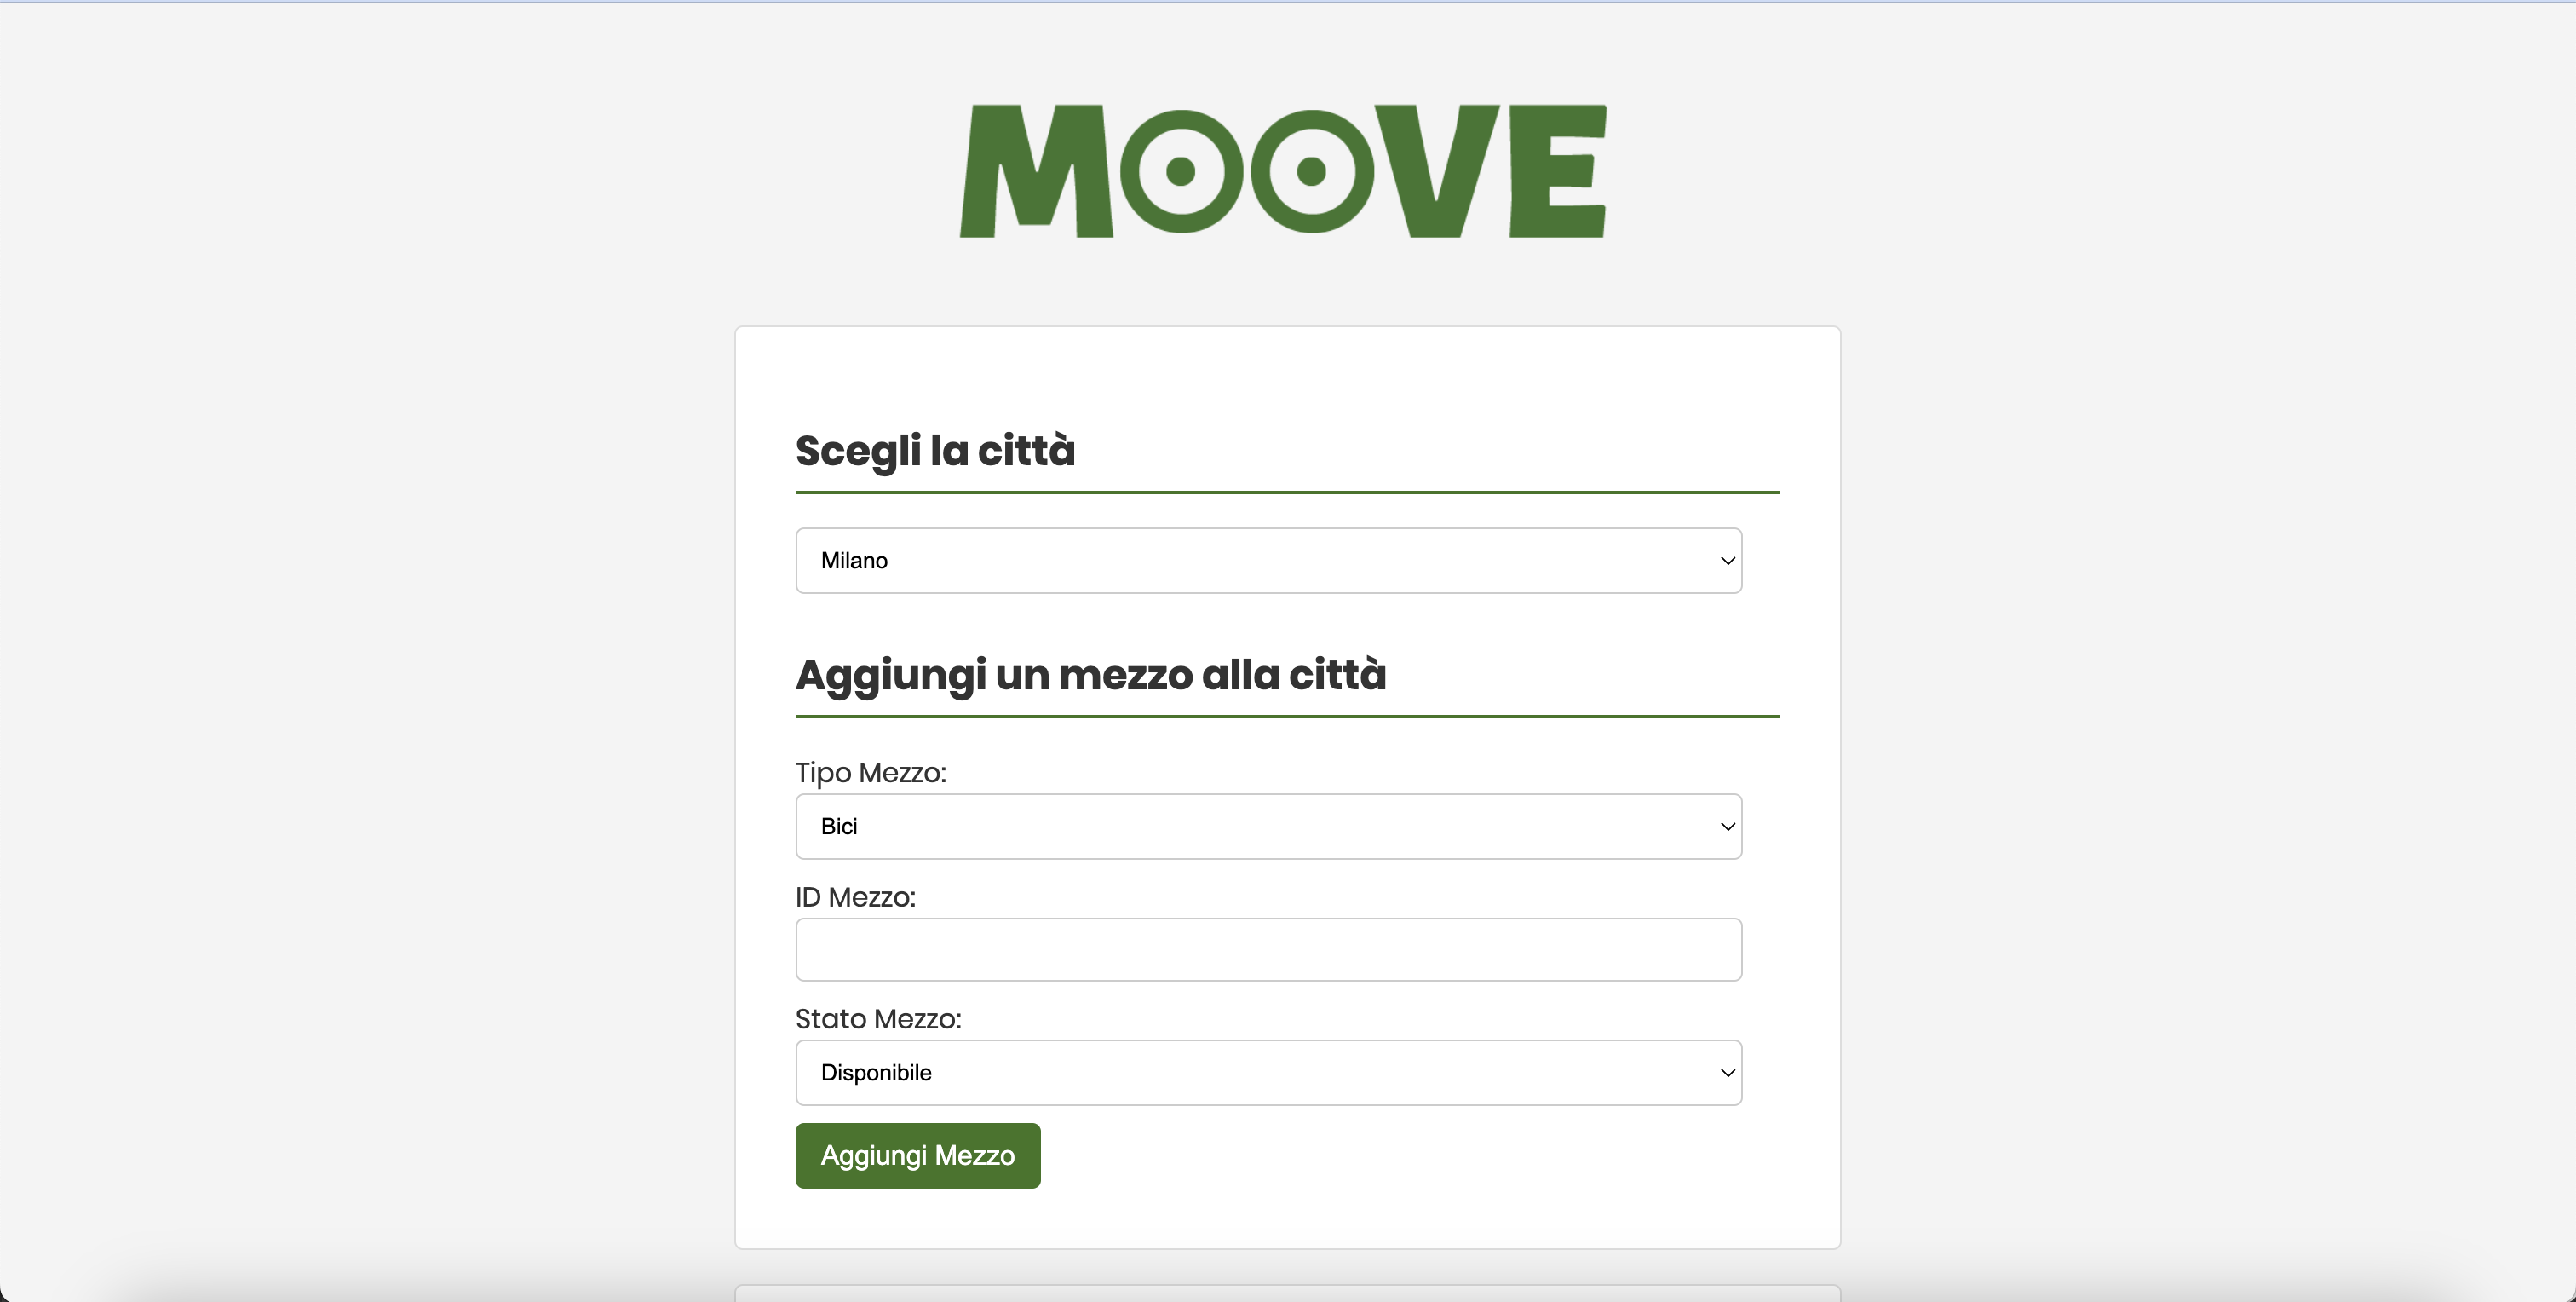 MOOVE
Scegli la città
Milano
Aggiungi un mezzo alla città
Tipo Mezzo:
Bici
ID Mezzo:
Stato Mezzo:
Disponibile
Aggiungi Mezzo